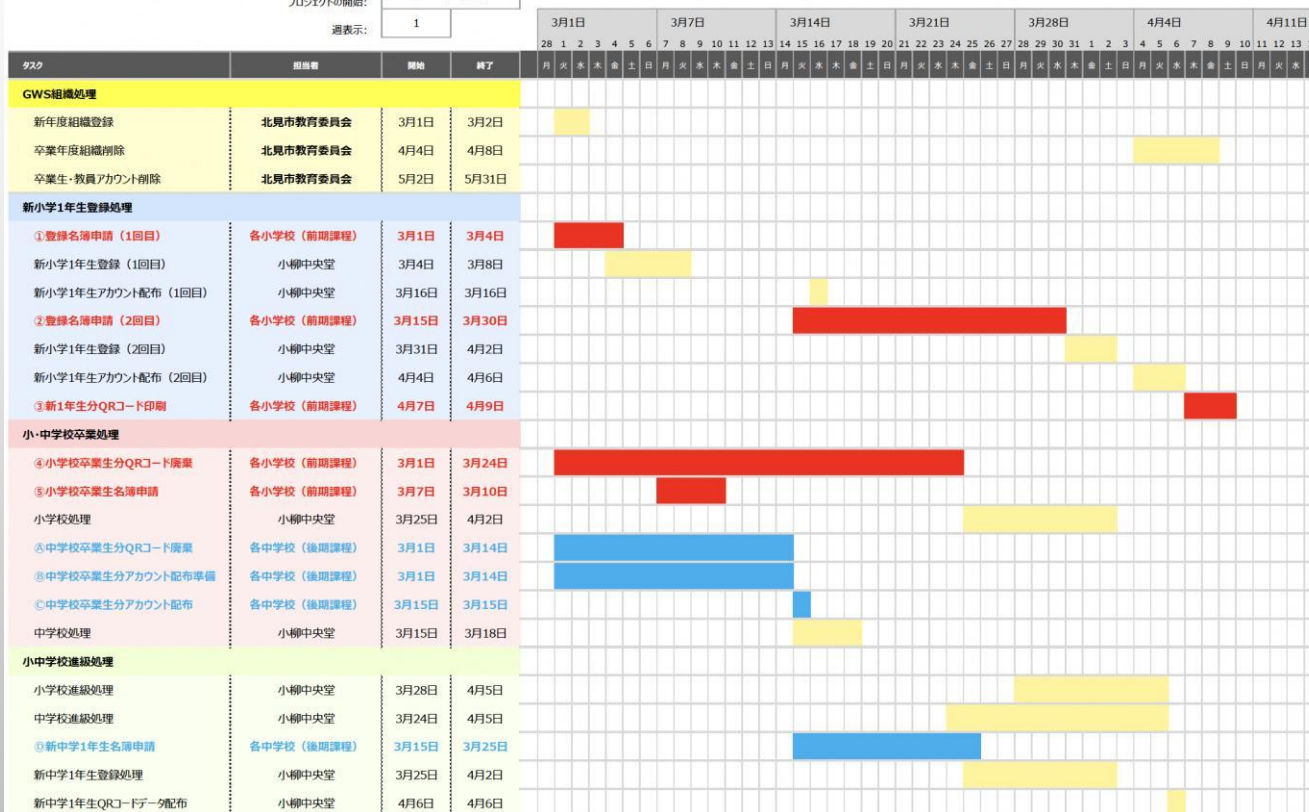 プロジェクトの開始:
週表示: 1
3月1日 3月7日 3月14日 3月21日 3月28日 4月4日 4月11日
28 1 2 3 4 5 6 7 8 9 10 11 12 13 14 15 16 17 18 19 20 21 22 23 24 25 26 27 28 29 30 31 1 2 3 4 5 6 7 8 9 10 11 12 13
タスク 担当者 開始 終了 月 火 水 木 金 土 日 月 火 水 木 金 土 日 月 火 水 木 金 土 日 月 火 水 木 金 土 日 月 火 水 木 金 土 日 月 火 水 木 金 土 日 月 火 水
GWS組織処理
新年度組織登録 北見市教育委員会 3月1日 3月2日
卒業年度組織削除 北見市教育委員会 4月4日 4月8日
卒業生・教員アカウント削除 北見市教育委員会 5月2日 5月31日
新小学1年生登録処理
①登録名簿申請（1回目） 各小学校（前期課程） 3月1日 3月4日
新小学1年生登録（1回目） 小柳中央堂 3月4日 3月8日
新小学1年生アカウント配布（1回目） 小柳中央堂 3月16日 3月16日
②登録名簿申請（2回目） 各小学校（前期課程） 3月15日 3月30日
新小学1年生登録（2回目） 小柳中央堂 3月31日 4月2日
新小学1年生アカウント配布（2回目） 小柳中央堂 4月4日 4月6日
③新1年生分QRコード印刷 各小学校（前期課程） 4月7日 4月9日
小・中学校卒業処理
④小学校卒業生分QRコード廃棄 各小学校（前期課程） 3月1日 3月24日
⑤小学校卒業生名簿申請 各小学校（前期課程） 3月7日 3月10日
小学校処理 小柳中央堂 3月25日 4月2日
Ⓐ中学校卒業生分QRコード廃棄 各中学校（後期課程） 3月1日 3月14日
Ⓑ中学校卒業生分アカウント配布準備 各中学校（後期課程） 3月1日 3月14日
Ⓒ中学校卒業生分アカウント配布 各中学校（後期課程） 3月15日 3月15日
中学校処理 小柳中央堂 3月15日 3月18日
小中学校進級処理
小学校進級処理 小柳中央堂 3月28日 4月5日
中学校進級処理 小柳中央堂 3月24日 4月5日
Ⓓ新中学1年生名簿申請 各中学校（後期課程） 3月15日 3月25日
新中学1年生登録処理 小柳中央堂 3月25日 4月2日
新中学1年生QRコードデータ配布 小柳中央堂 4月6日 4月6日